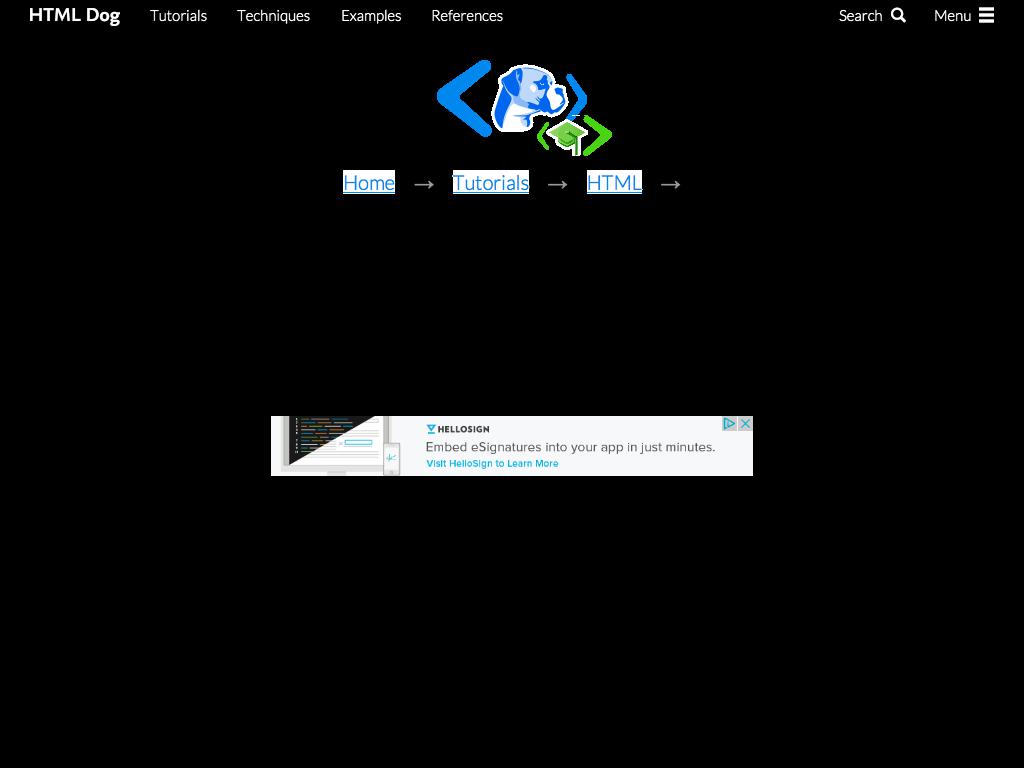 HTML Dog Tutorials Techniques Examples References Search Menu
Home → Tutorials → HTML →
HELLOSIGN
Embed eSignatures into your app in just minutes.
Visit HelloSign to Learn More